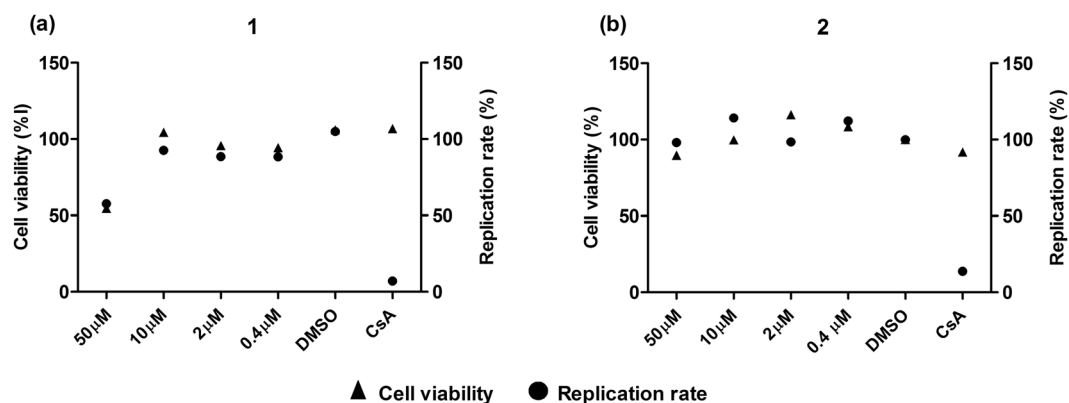 (a)
1
Cell viability (%l)
150
100
50
0
Replication rate (%)
150
100
50
0
50μM
10μM
2μM
0.4μM
DMSO
CsA
(b)
2
Cell viability (%)
150
100
50
0
Replication rate (%)
150
100
50
0
50μM
10μM
2μM
0.4 μM
DMSO
CsA
Cell viability
Replication rate